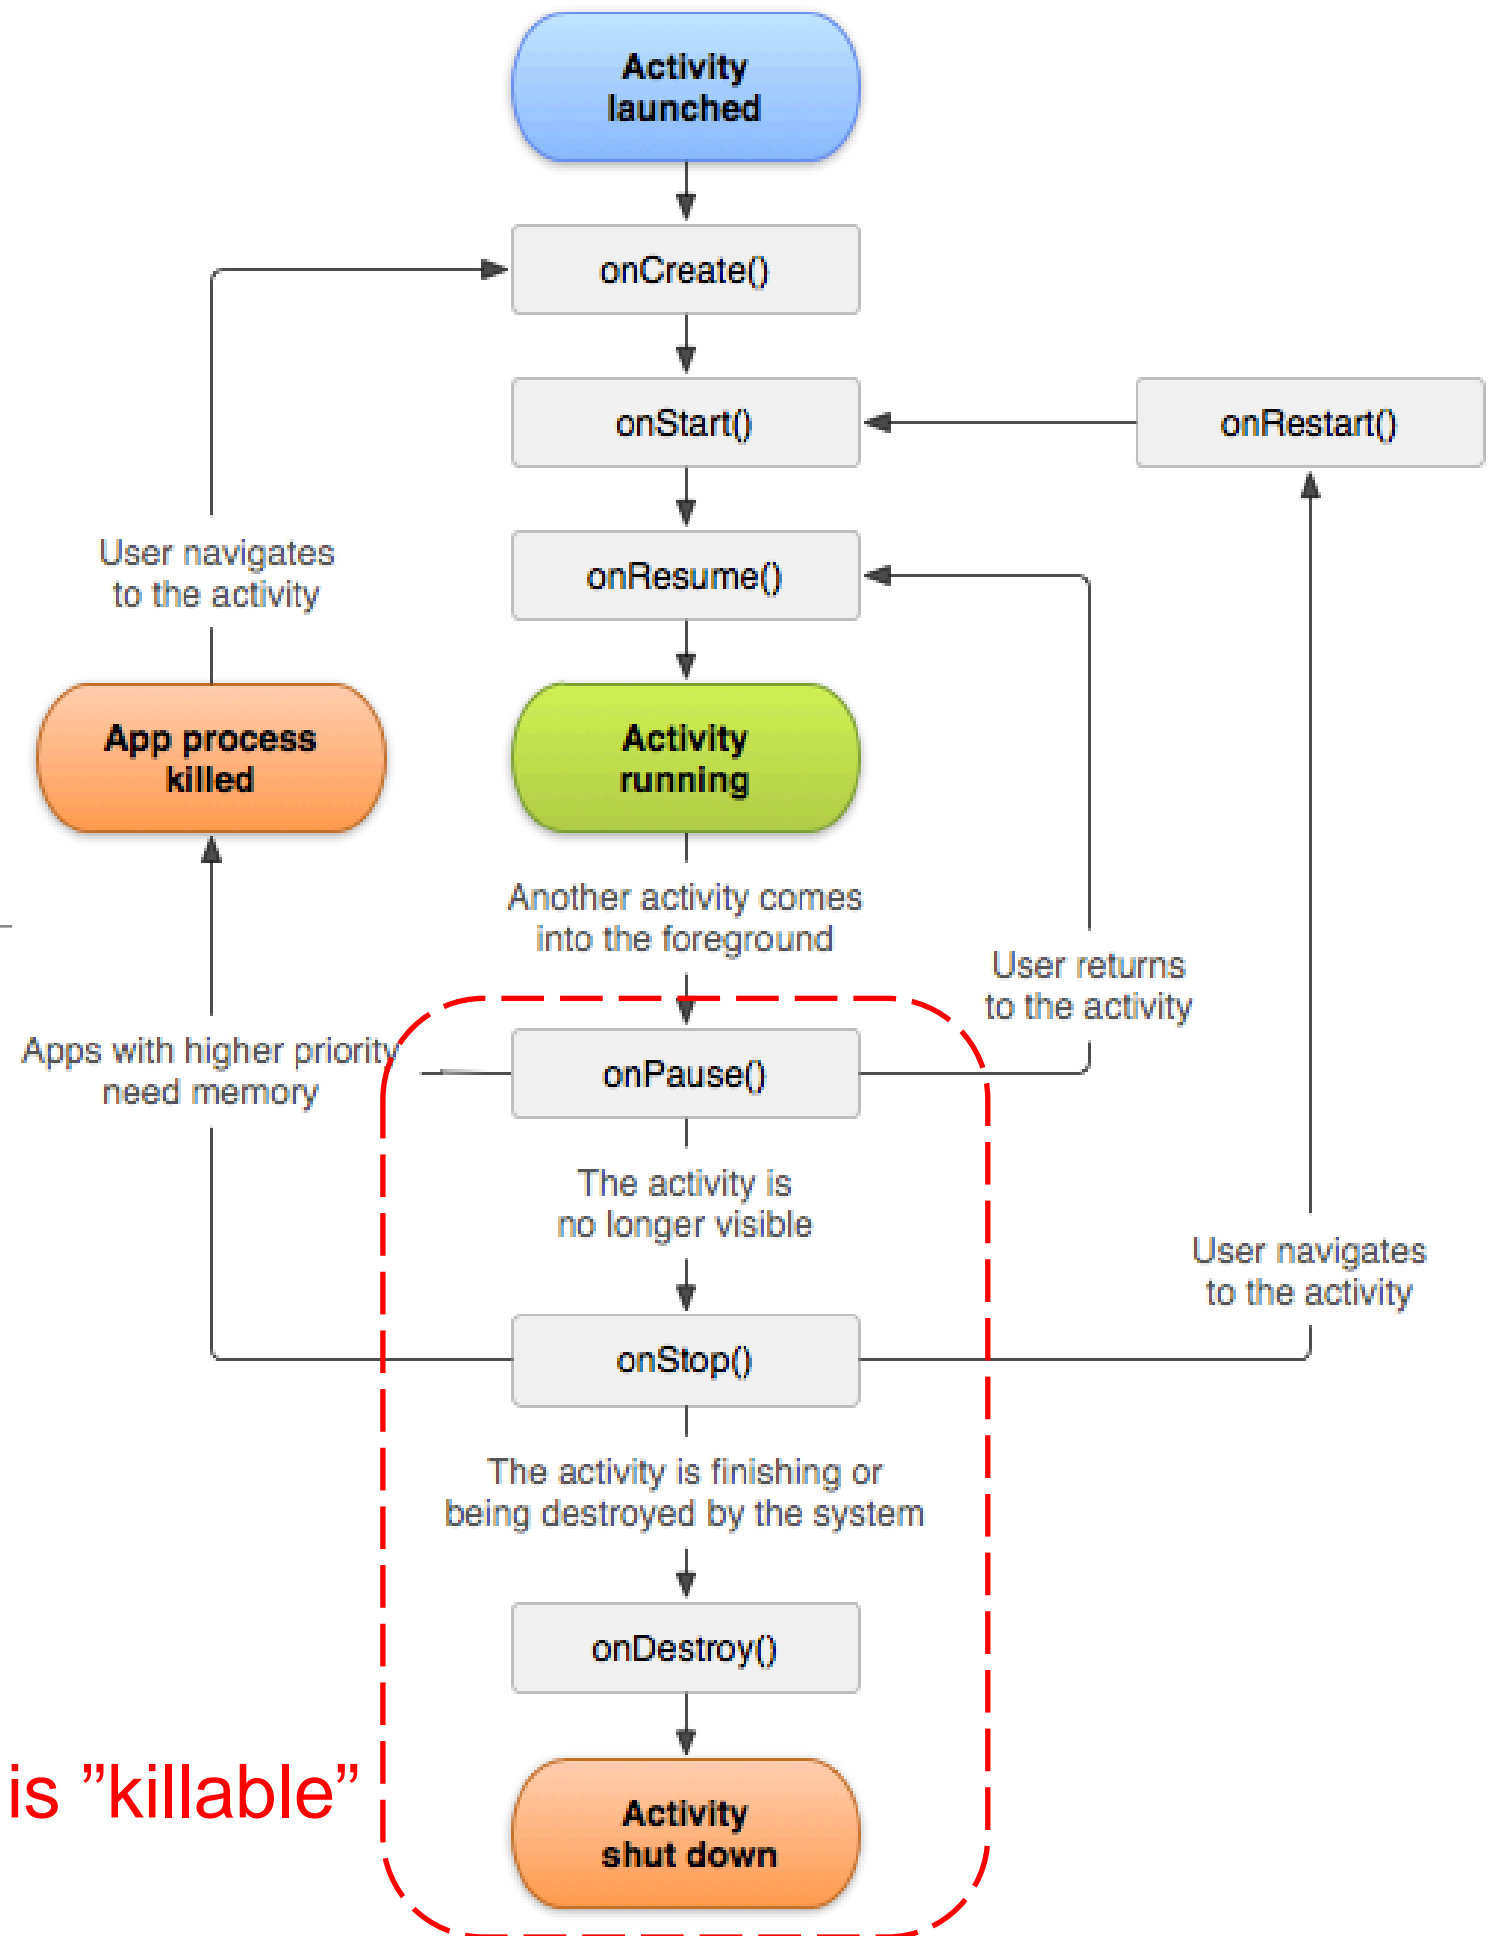 Activity
launched
onCreate()
onStart()
onRestart()
User navigates
to the activity
onResume()
App process
killed
Activity
running
Another activity comes
into the foreground
User returns
to the activity
Apps with higher priority
need memory
onPause()
The activity is
no longer visible
User navigates
to the activity
onStop()
The activity is finishing or
being destroyed by the system
onDestroy()
is ”killable”
Activity
shut down